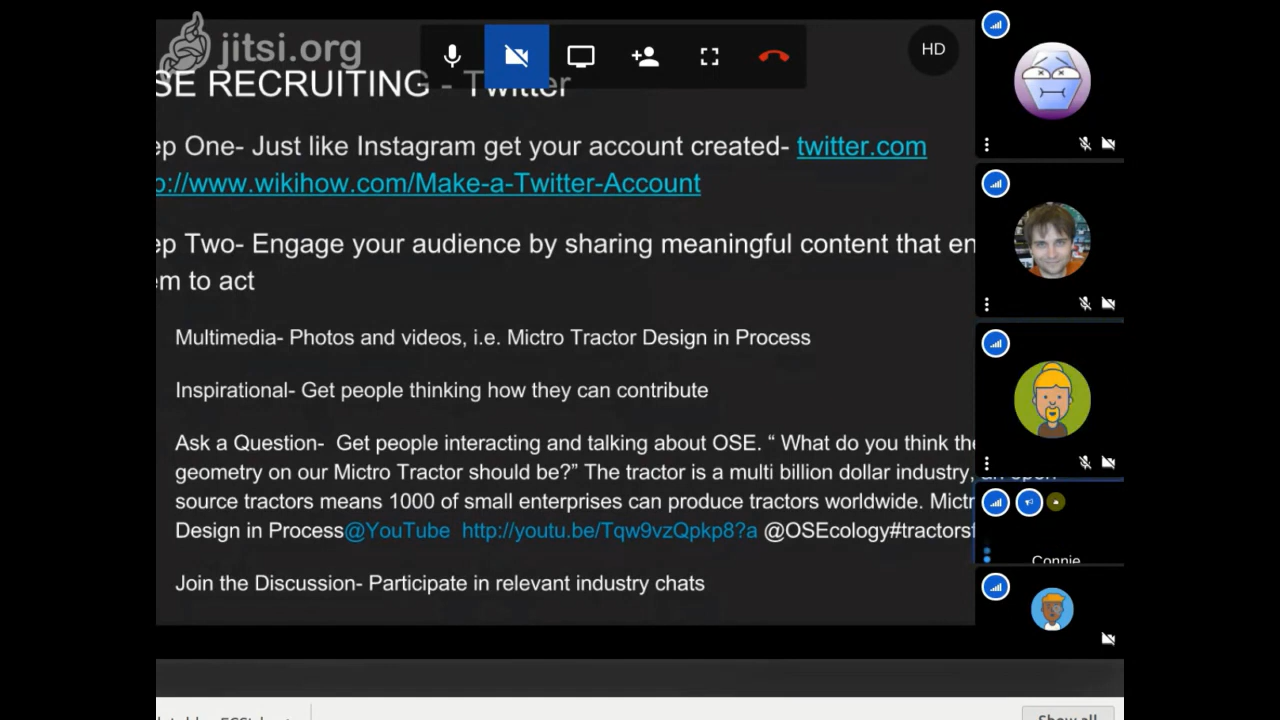 jitsi.org
HD
SE RECRUITING - Twitter
ep One- Just like Instagram get your account created- twitter.com
p://www.wikihow.com/Make-a-Twitter-Account
ep Two- Engage your audience by sharing meaningful content that en
em to act
Multimedia- Photos and videos, i.e. Mictro Tractor Design in Process
Inspirational- Get people thinking how they can contribute
Ask a Question- Get people interacting and talking about OSE. “ What do you think the
geometry on our Mictro Tractor should be?” The tractor is a multi billion dollar industry, an open
source tractors means 1000 of small enterprises can produce tractors worldwide. Mictr
Design in Process@YouTube http://youtu.be/Tqw9vzQpkp8?a @OSEcology#tractorsf
Connie
Join the Discussion- Participate in relevant industry chats
Show all